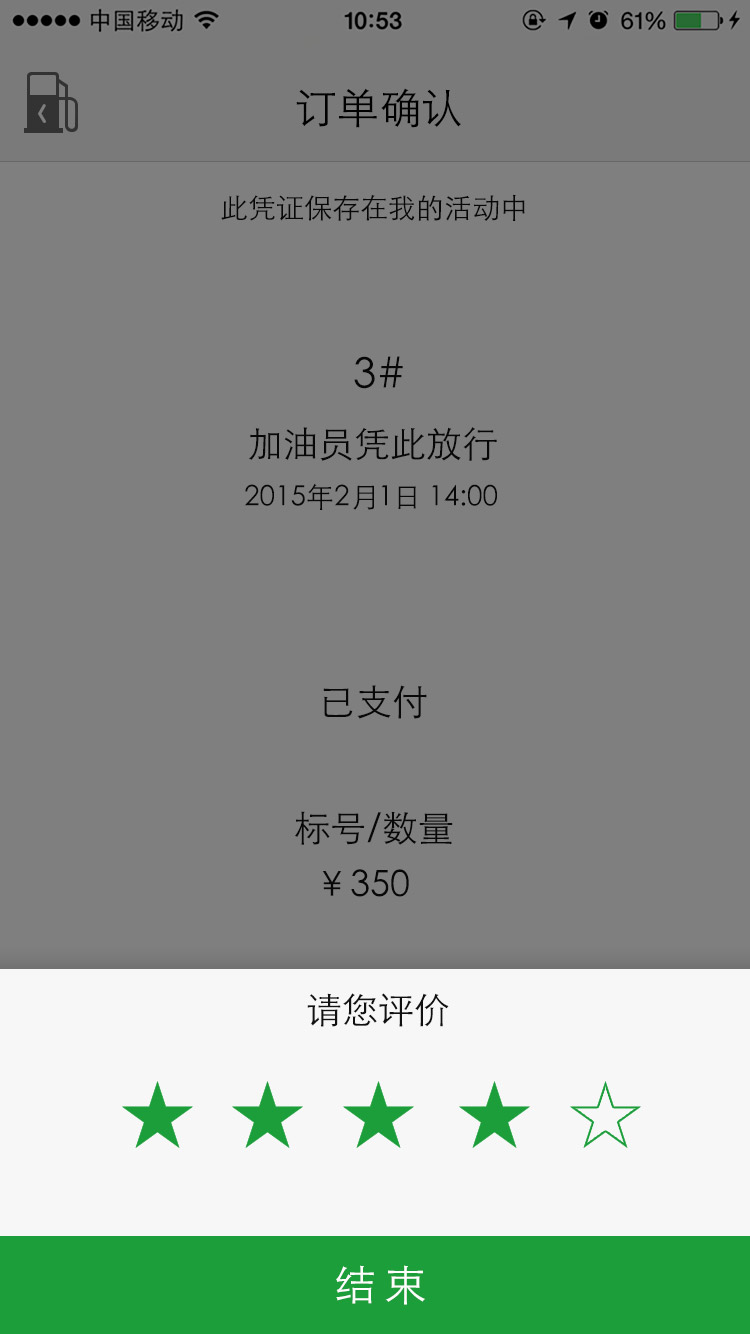 中国移动 10:53 61%
订单确认
此凭证保存在我的活动中
3#
加油员凭此放行
2015年2月1日 14:00
已支付
标号/数量
¥350
请您评价
结束